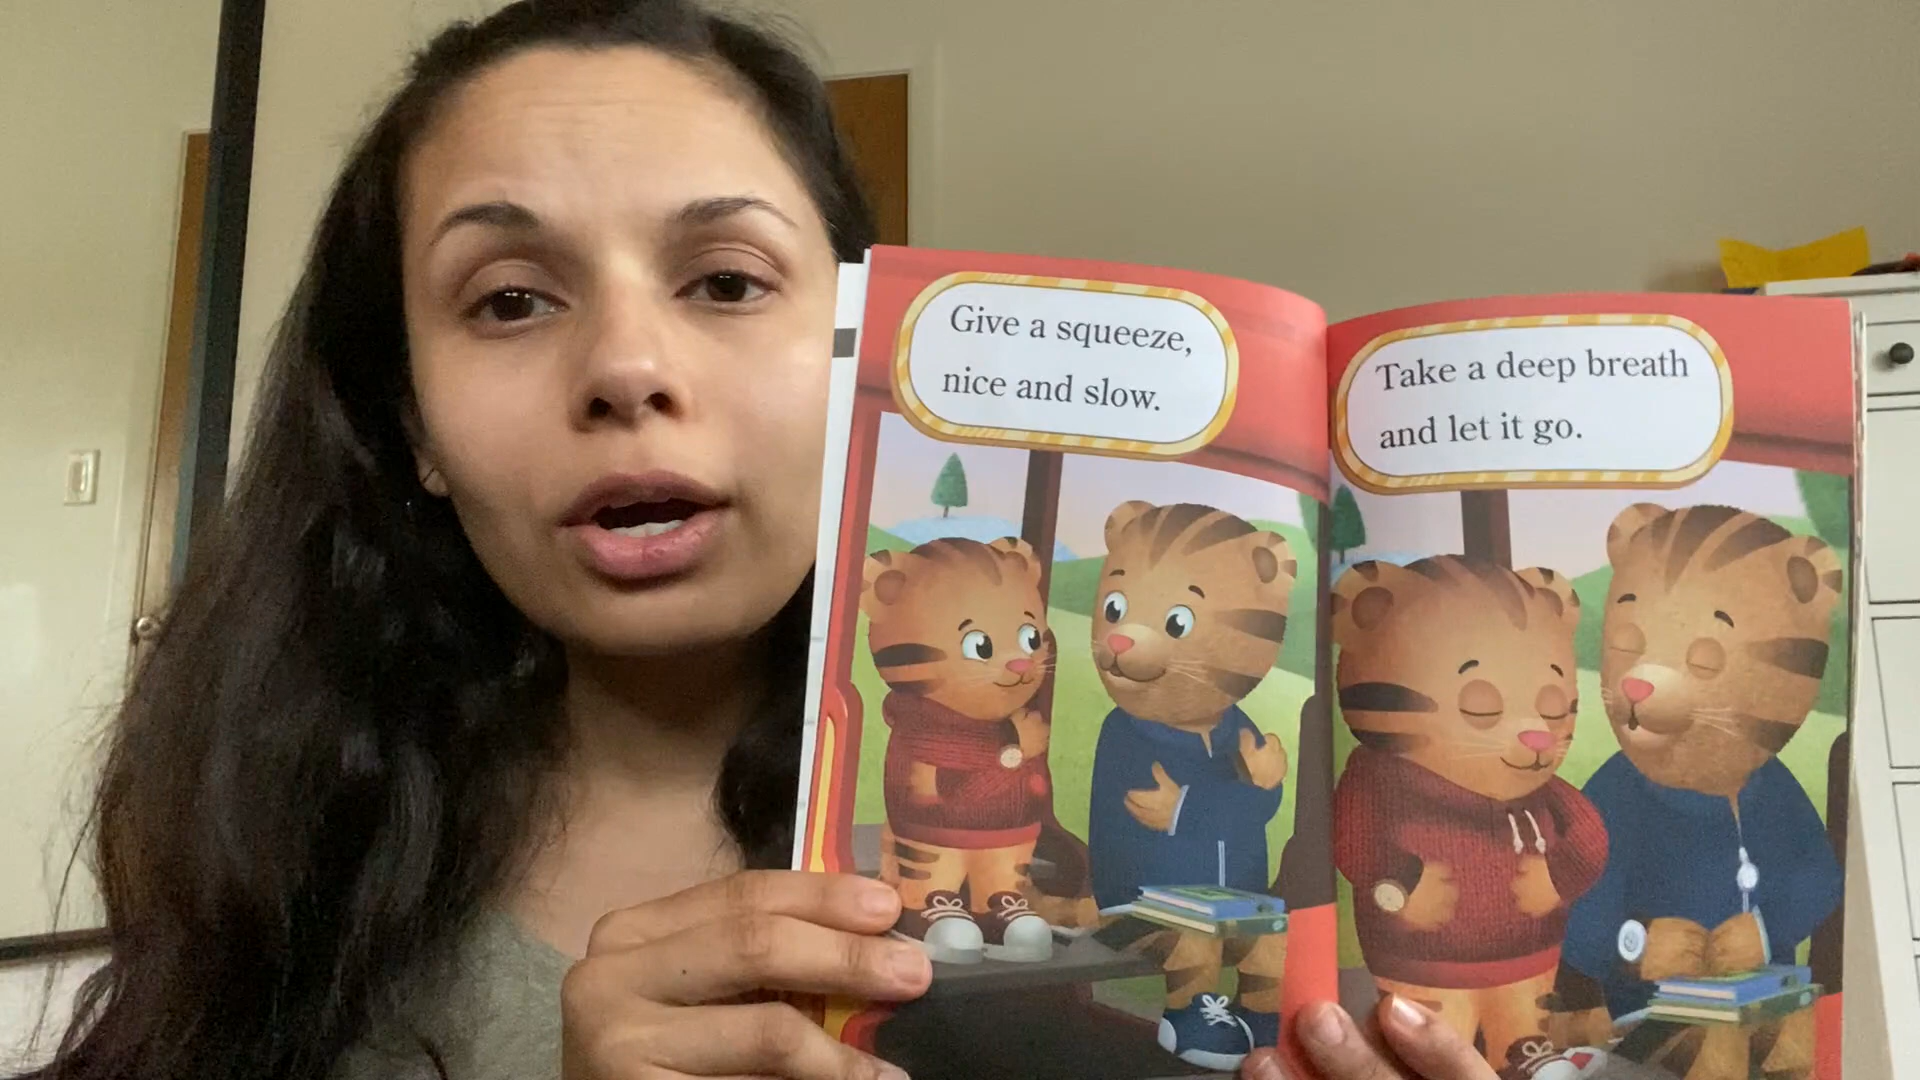 Give a squeeze,
nice and slow.
Take a deep breath
and let it go.